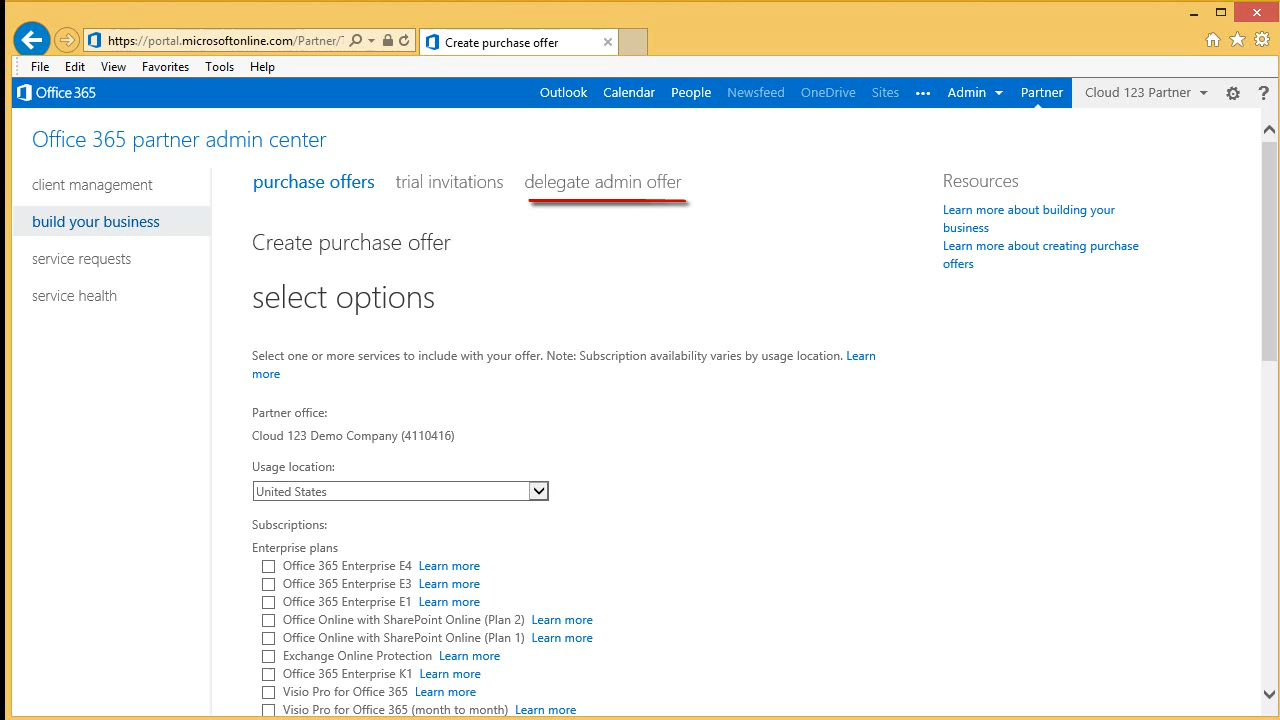 https://portal.microsoftonline.com/Partner/
Create purchase offer
File Edit View Favorites Tools Help
Office 365
Outlook Calendar People Newsfeed OneDrive Sites ••• Admin Partner Cloud 123 Partner ?
Office 365 partner admin center
client management
build your business
service requests
service health
purchase offers trial invitations delegate admin offer
Create purchase offer
select options
Select one or more services to include with your offer. Note: Subscription availability varies by usage location. Learn
more
Partner office:
Cloud 123 Demo Company (4110416)
Usage location:
United States
Subscriptions:
Enterprise plans
Office 365 Enterprise E4 Learn more
Office 365 Enterprise E3 Learn more
Office 365 Enterprise E1 Learn more
Office Online with SharePoint Online (Plan 2) Learn more
Office Online with SharePoint Online (Plan 1) Learn more
Exchange Online Protection Learn more
Office 365 Enterprise K1 Learn more
Visio Pro for Office 365 Learn more
Visio Pro for Office 365 (month to month) Learn more
Resources
Learn more about building your
business
Learn more about creating purchase
offers